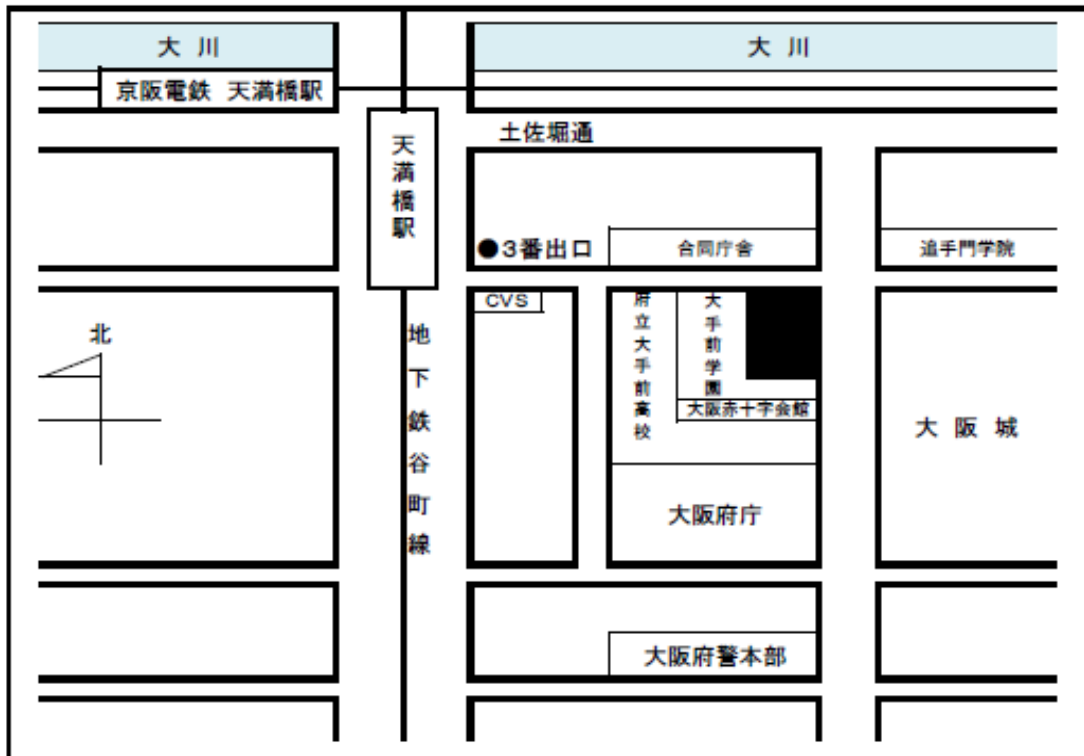 大 川
大 川
京阪電鉄 天満橋駅
土佐堀通
天満橋駅
●3番出口
合同庁舎
追手門学院
CVS
府立大手前高校
大手前学園
北
地下鉄谷町線
大阪赤十字会館
大 阪 城
大阪府庁
大阪府警本部